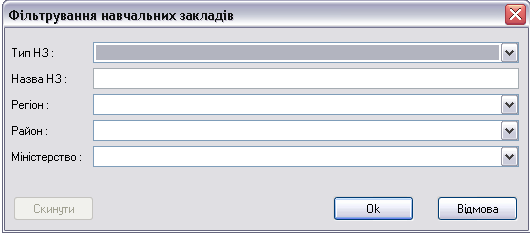 Фільтрування навчальних закладів
Тип НЗ :
Назва НЗ :
Регіон :
Район :
Міністерство :
Скинути Ok Відмова